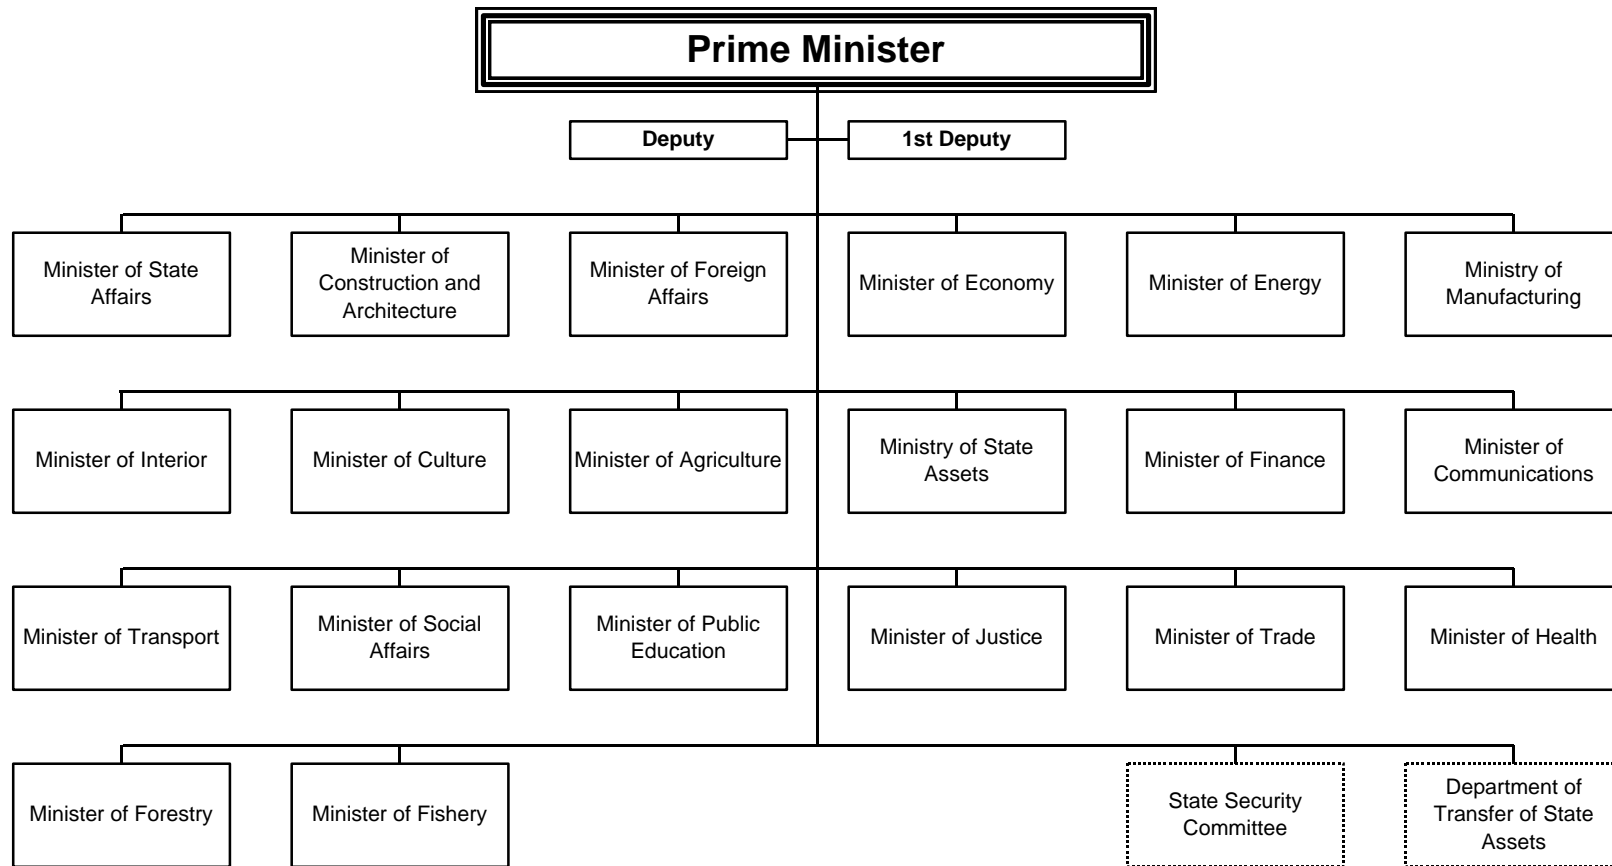 Prime Minister
Deputy
1st Deputy
Minister of State
Affairs
Minister of
Construction and
Architecture
Minister of Foreign
Affairs
Minister of Economy
Minister of Energy
Ministry of
Manufacturing
Minister of Interior
Minister of Culture
Minister of Agriculture
Ministry of State
Assets
Minister of Finance
Minister of
Communications
Minister of Transport
Minister of Social
Affairs
Minister of Public
Education
Minister of Justice
Minister of Trade
Minister of Health
Minister of Forestry
Minister of Fishery
State Security
Committee
Department of
Transfer of State
Assets